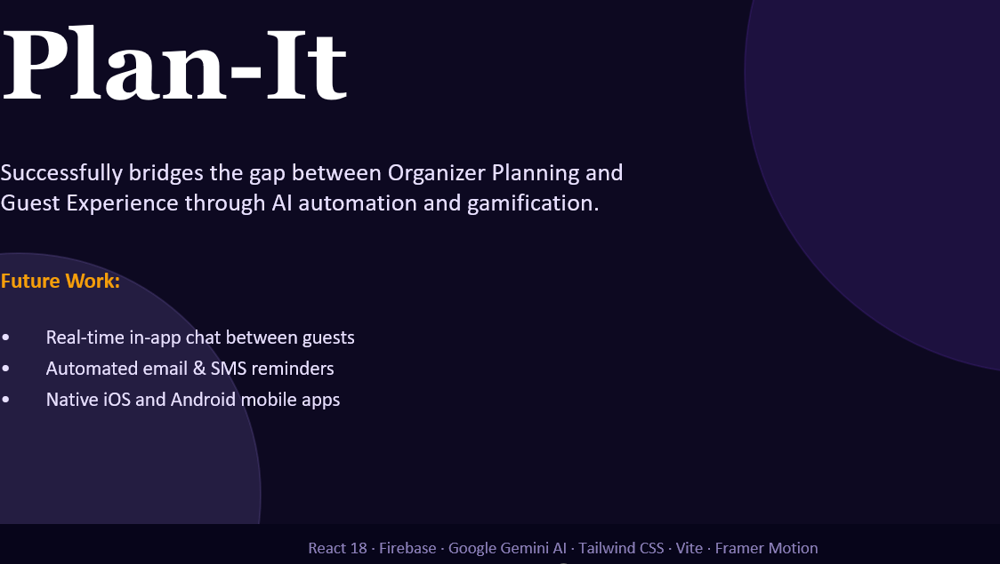 Plan-It
Successfully bridges the gap between Organizer Planning and
Guest Experience through AI automation and gamification.
Future Work:
• Real-time in-app chat between guests
• Automated email & SMS reminders
• Native iOS and Android mobile apps
React 18 · Firebase · Google Gemini AI · Tailwind CSS · Vite · Framer Motion